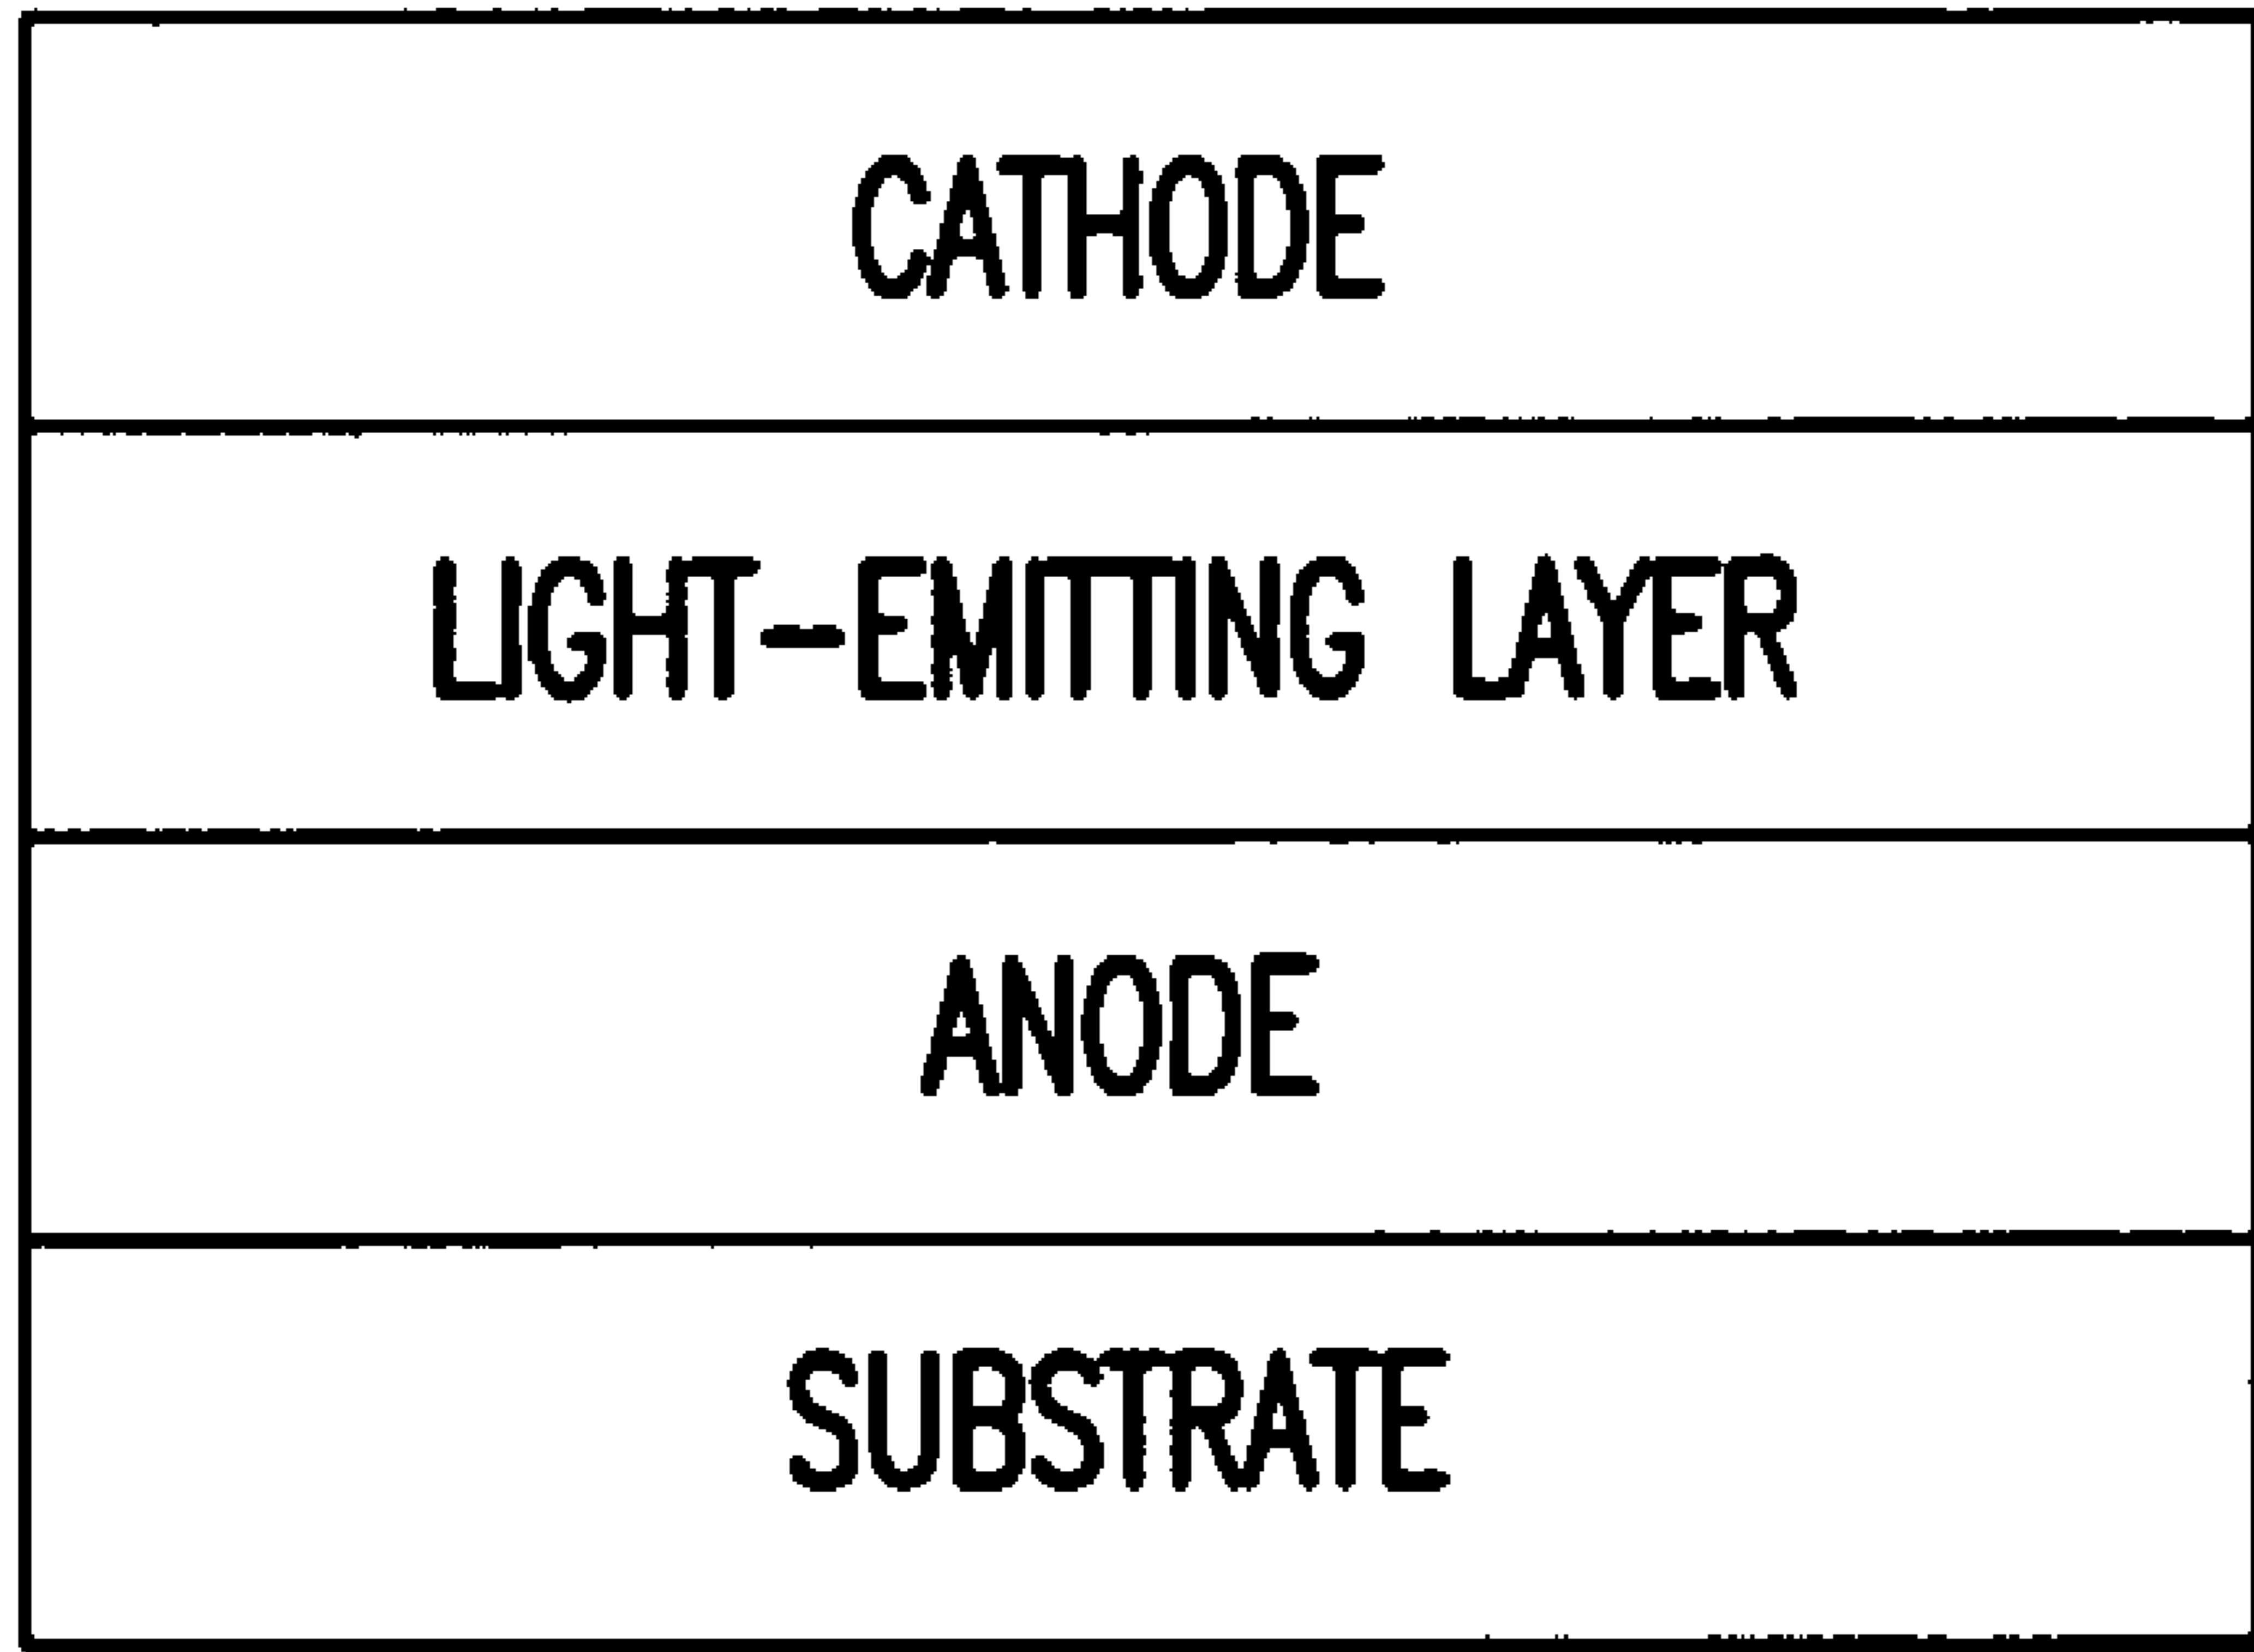 CATHODE
LIGHT-EMITTING LAYER
ANODE
SUBSTRATE